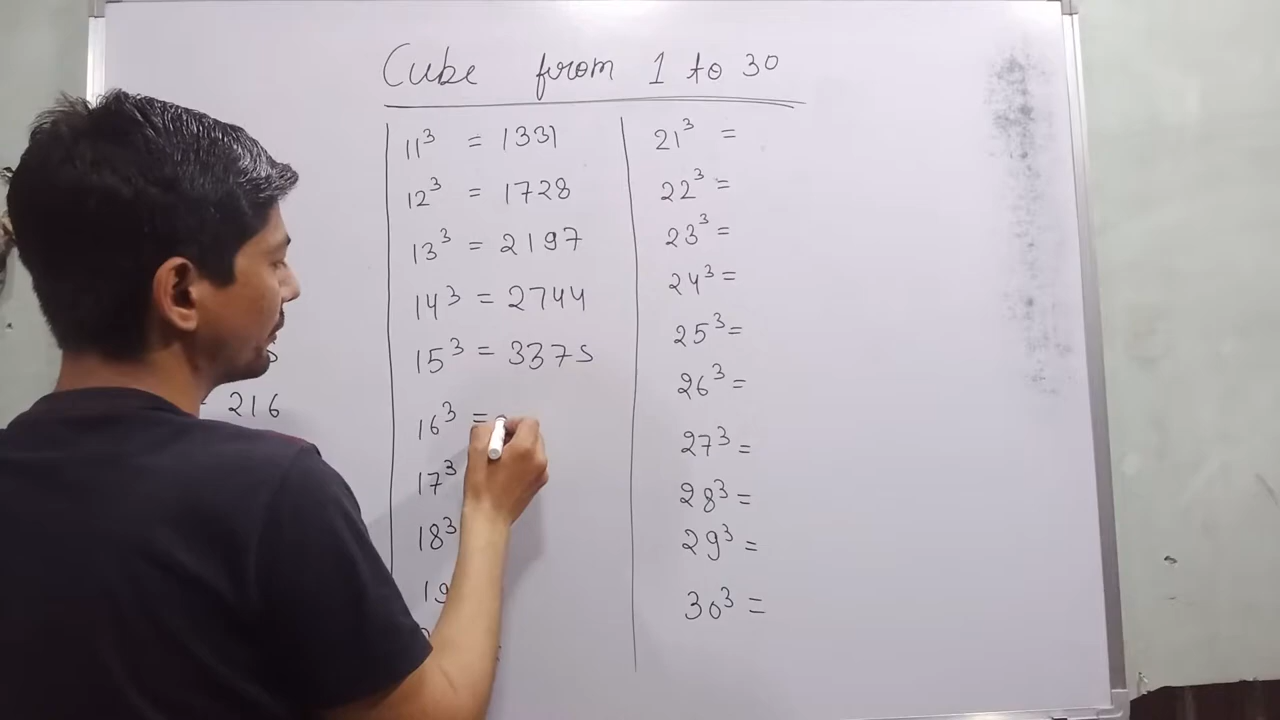 Cube from 1 to 30
216
11³ = 1331
12³ = 1728
13³ = 2197
14³ = 2744
15³ = 3375
16³ =
17³
18³
19
21³ =
22³ =
23³ =
24³ =
25³ =
26³ =
27³ =
28³ =
29³ =
30³ =